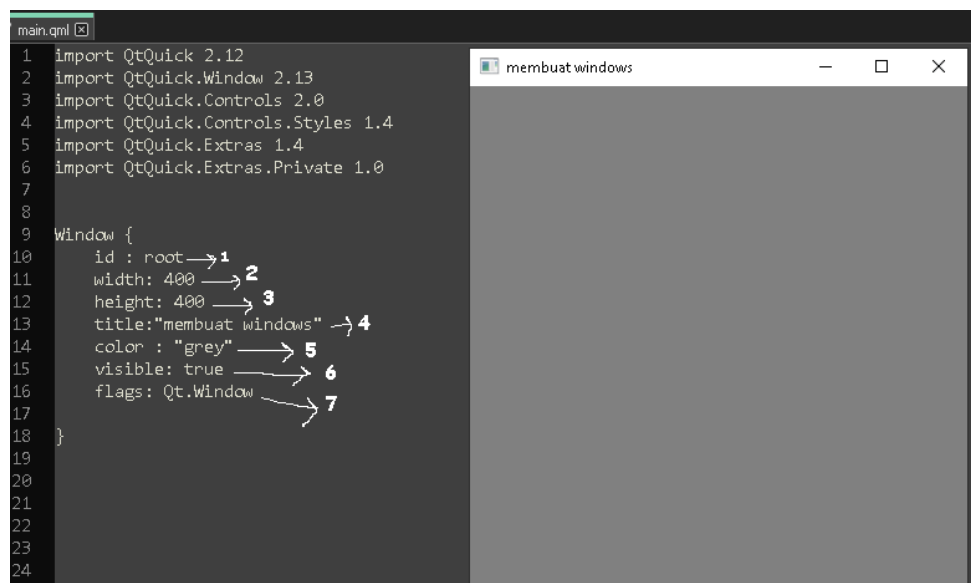 main.qml
1 import QtQuick 2.12
2 import QtQuick.Window 2.13
3 import QtQuick.Controls 2.0
4 import QtQuick.Controls.Styles 1.4
5 import QtQuick.Extras 1.4
6 import QtQuick.Extras.Private 1.0
7
8
9 Window {
10 id : root 1
11 width: 400 2
12 height: 400 3
13 title:"membuat windows" 4
14 color : "grey" 5
15 visible: true 6
16 flags: Qt.Window 7
17
18 }
19
20
21
22
23
24
membuat windows